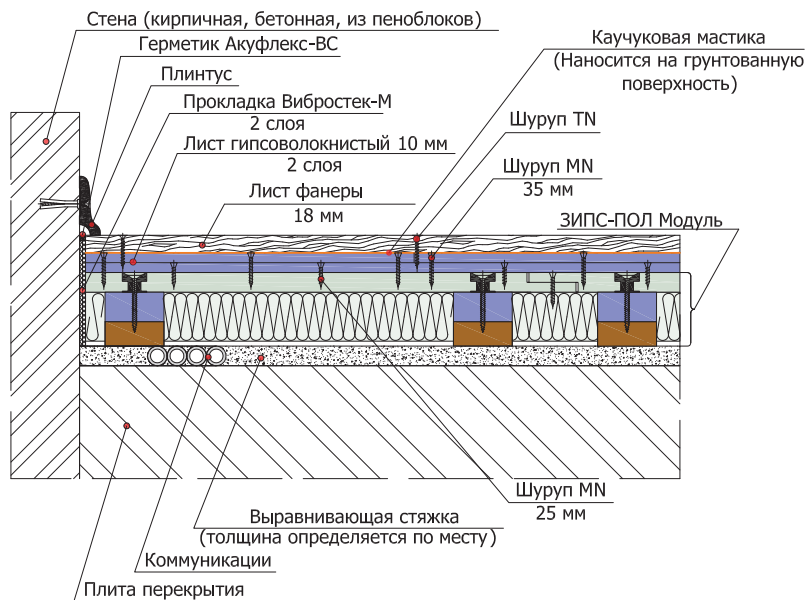 Стена (кирпичная, бетонная, из пеноблоков)
Герметик Акуфлекс-ВС
Плинтус
Прокладка Вибростек-М
2 слоя
Лист гипсоволокнистый 10 мм
2 слоя
Лист фанеры
18 мм
Каучуковая мастика
(Наносится на грунтованную
поверхность)
Шуруп TN
Шуруп MN
35 мм
ЗИПС-ПОЛ Модуль
Шуруп MN
25 мм
Выравнивающая стяжка
(толщина определяется по месту)
Коммуникации
Плита перекрытия